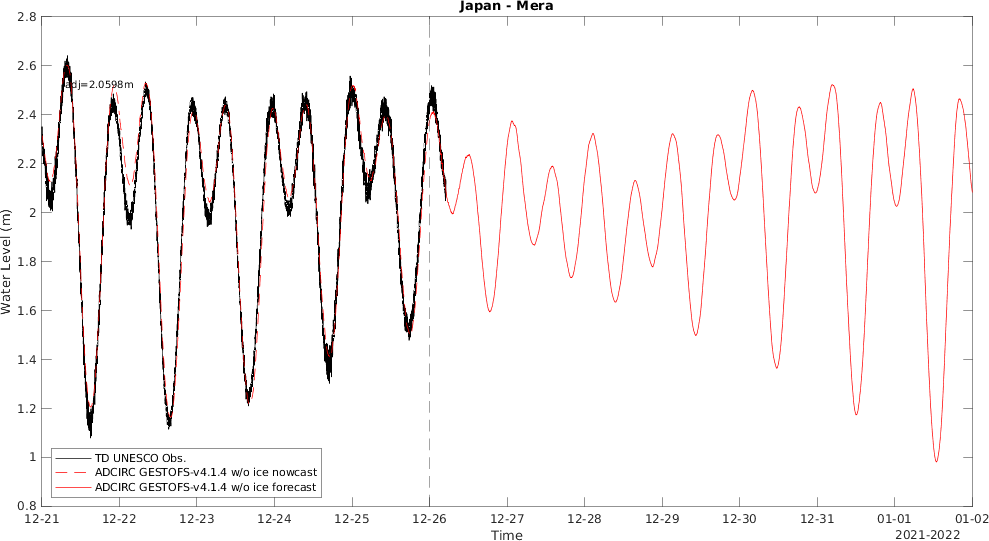 Japan - Mera
2.8
2.6
2.4
2.2
2
1.8
1.6
1.4
1.2
1
0.8
Water Level (m)
adj=2.0598m
TD UNESCO Obs.
ADCIRC GESTOFS-v4.1.4 w/o ice nowcast
ADCIRC GESTOFS-v4.1.4 w/o ice forecast
12-21 12-22 12-23 12-24 12-25 12-26 12-27 12-28 12-29 12-30 12-31 01-01 01-02
Time
2021-2022